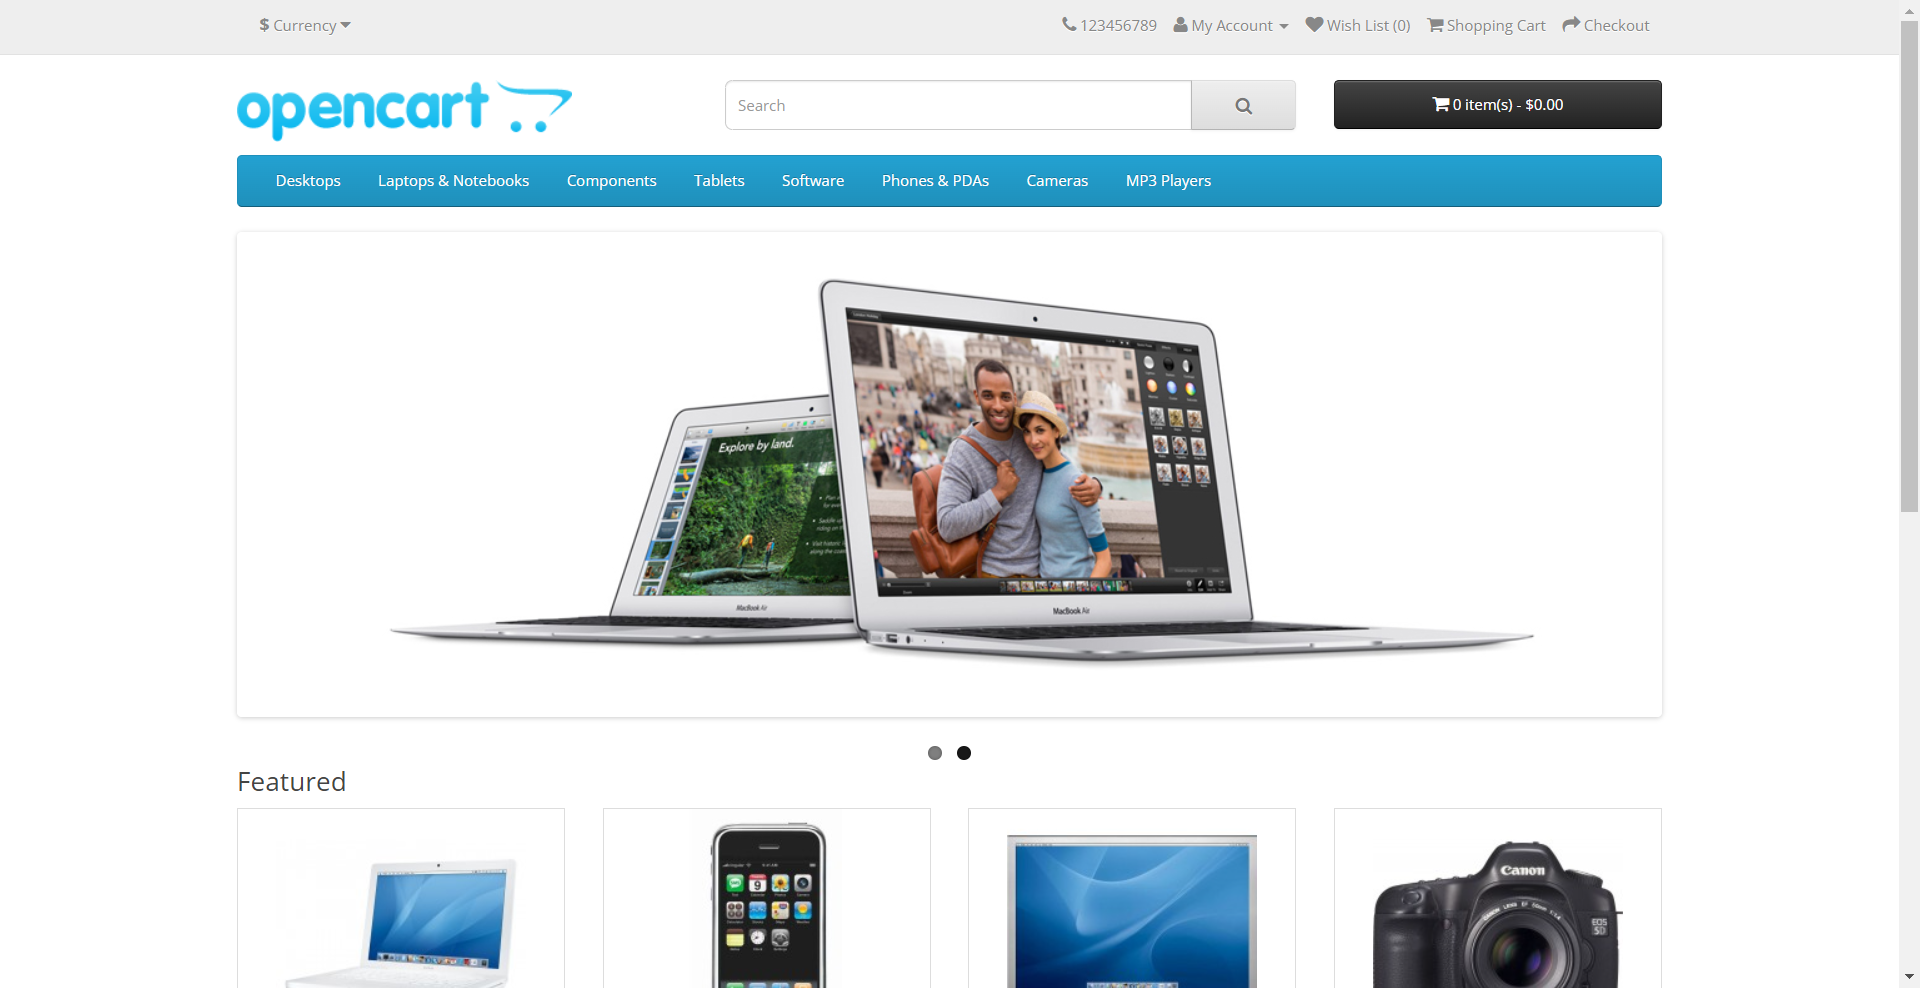 $ Currency
123456789
My Account
Wish List (0)
Shopping Cart
Checkout
opencart
Search
0 item(s) - $0.00
Desktops
Laptops & Notebooks
Components
Tablets
Software
Phones & PDAs
Cameras
MP3 Players
Explore by land.
MacBook Air
MacBook Air
Featured
9
Canon
EOS
5D